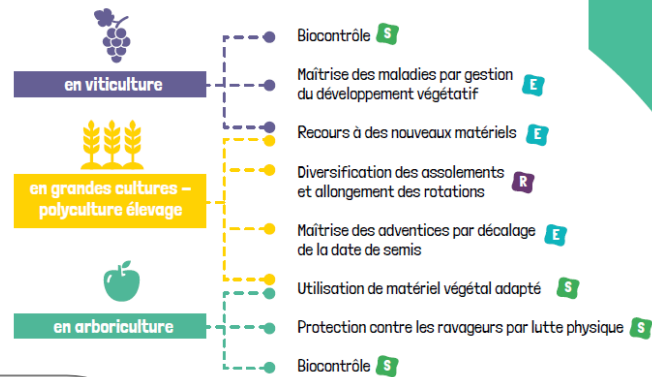 Biocontrôle S
en viticulture
Maîtrise des maladies par gestion
du développement végétatif E
Recours à des nouveaux matériels E
en grandes cultures –
polyculture élevage
Diversification des assolements
et allongement des rotations R
Maîtrise des adventices par décalage
de la date de semis E
Utilisation de matériel végétal adapté S
en arboriculture
Protection contre les ravageurs par lutte physique S
Biocontrôle S